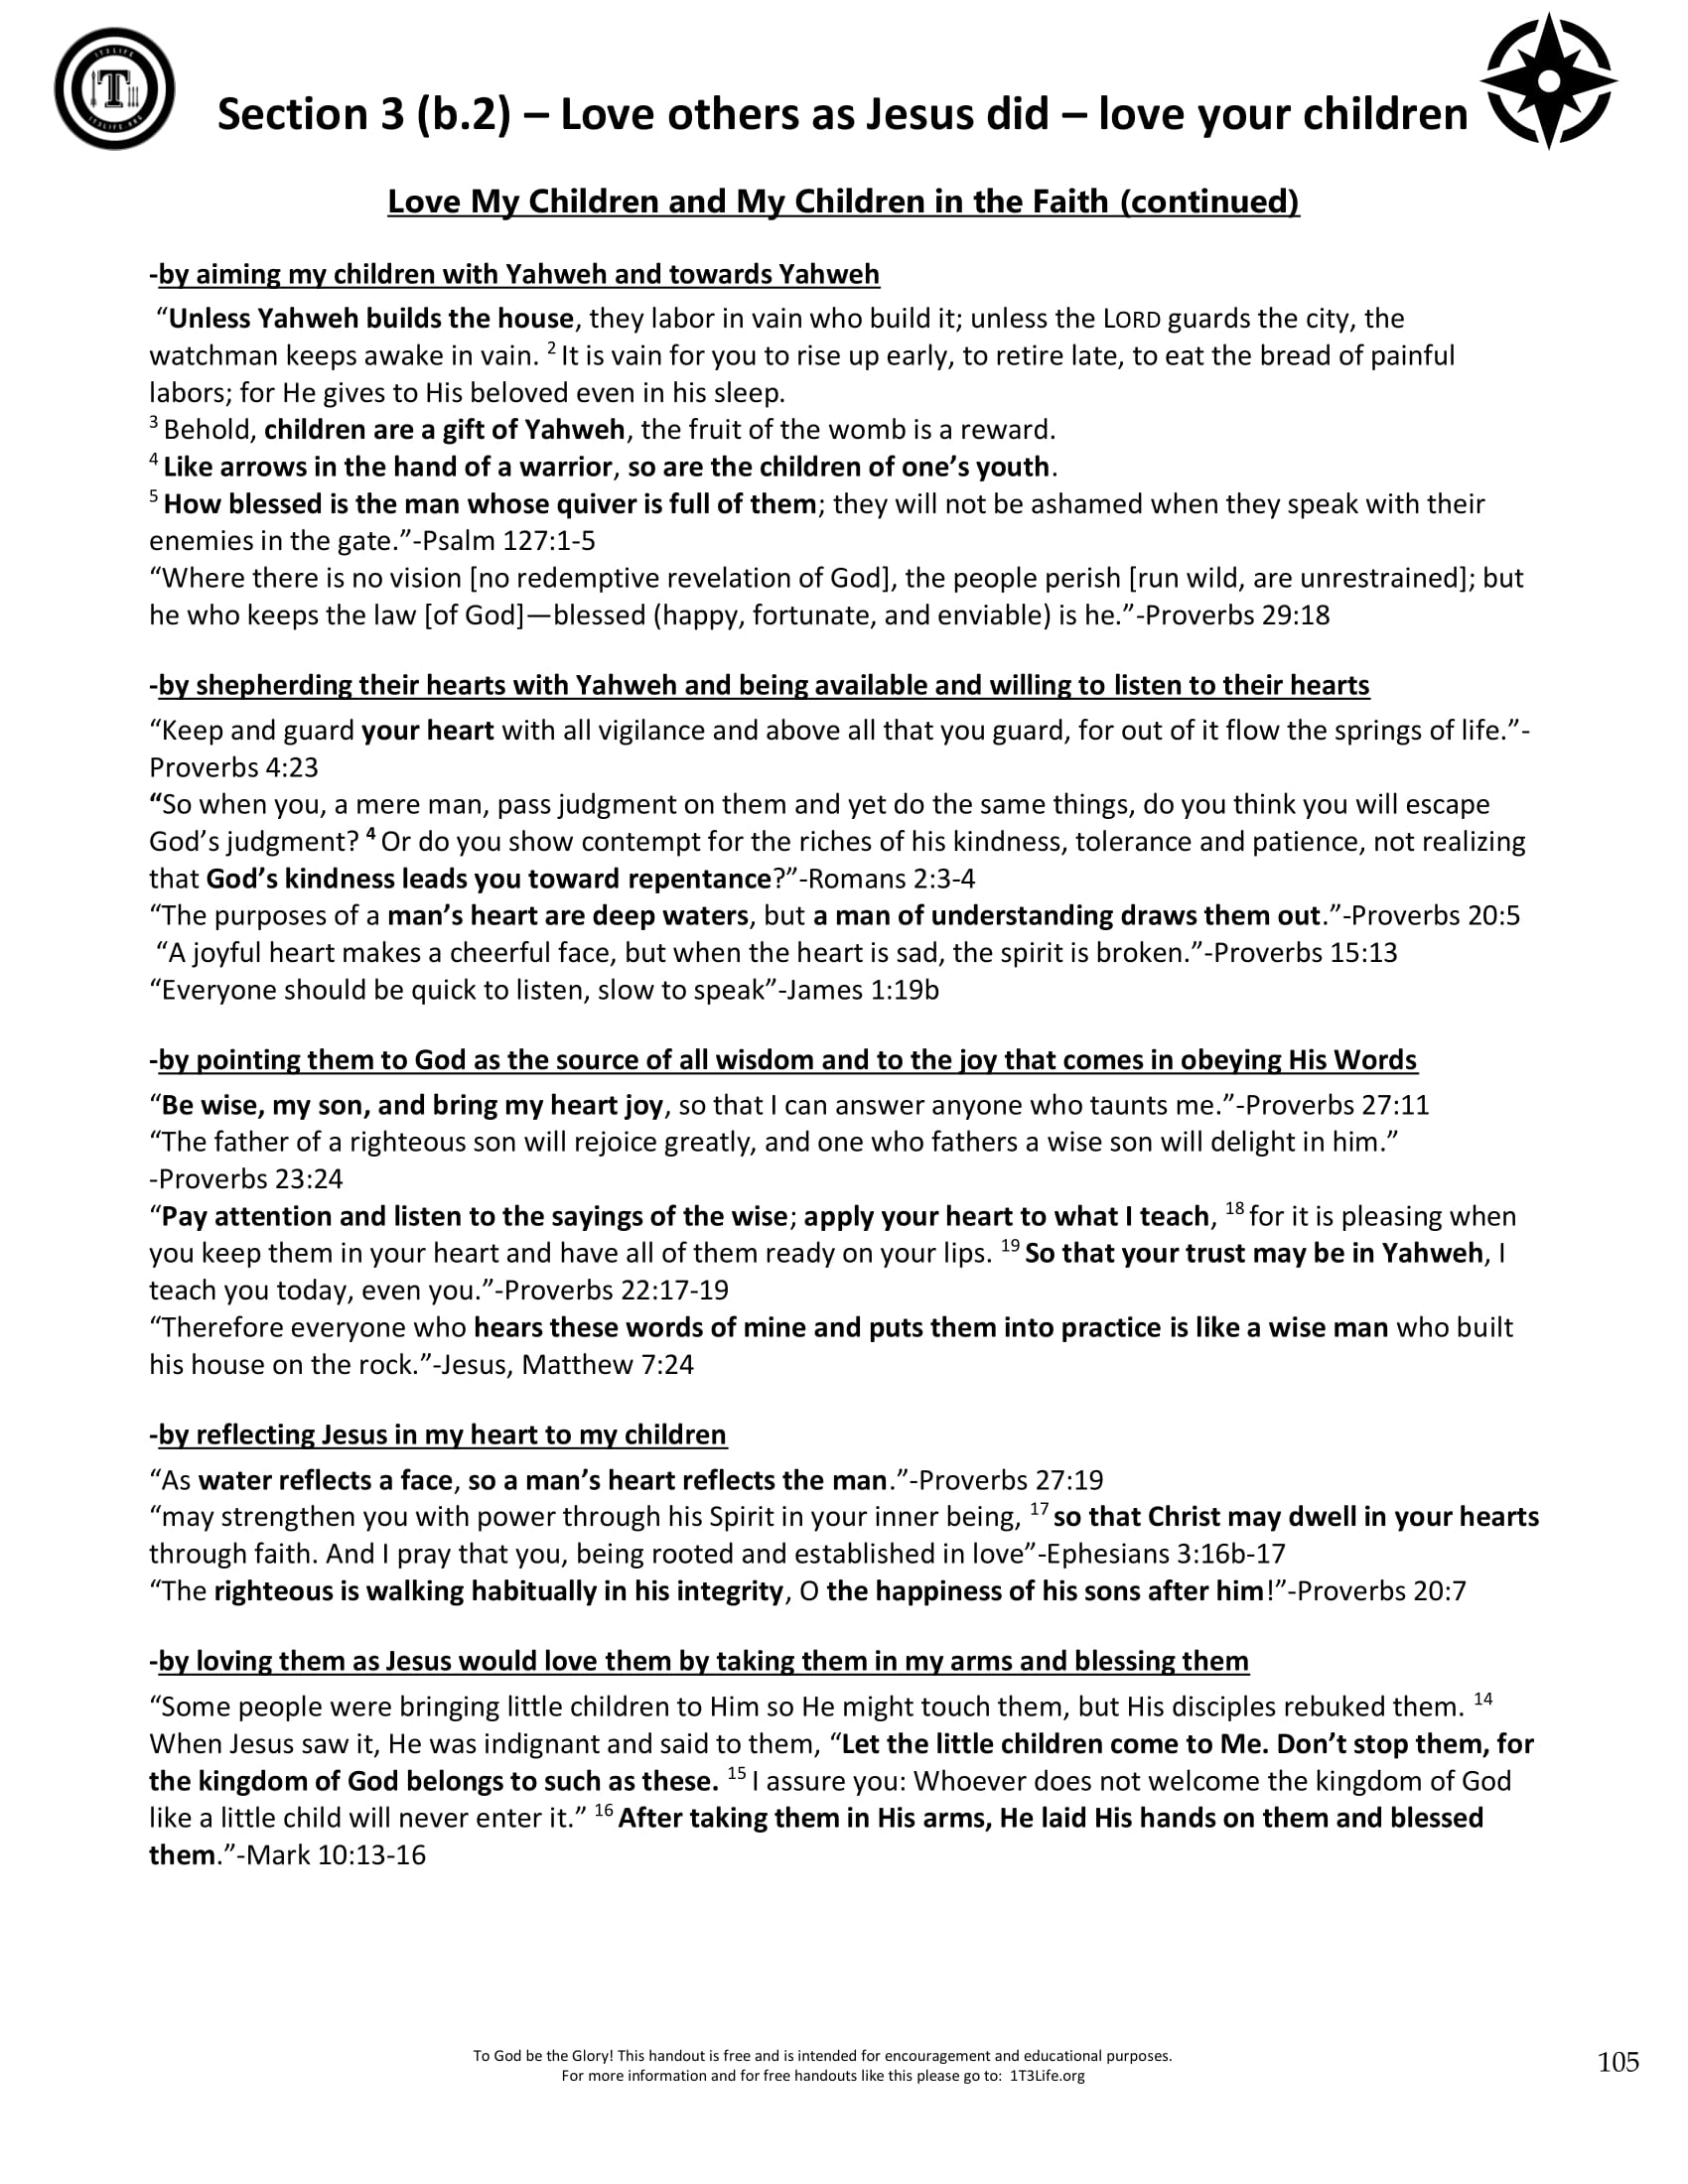 1T3LIFE
T
1T3LIFE.ORG
Section 3 (b.2) – Love others as Jesus did – love your children
Love My Children and My Children in the Faith (continued)
-by aiming my children with Yahweh and towards Yahweh
“Unless Yahweh builds the house, they labor in vain who build it; unless the LORD guards the city, the
watchman keeps awake in vain. 2 It is vain for you to rise up early, to retire late, to eat the bread of painful
labors; for He gives to His beloved even in his sleep.
3 Behold, children are a gift of Yahweh, the fruit of the womb is a reward.
4 Like arrows in the hand of a warrior, so are the children of one’s youth.
5 How blessed is the man whose quiver is full of them; they will not be ashamed when they speak with their
enemies in the gate.”-Psalm 127:1-5
“Where there is no vision [no redemptive revelation of God], the people perish [run wild, are unrestrained]; but
he who keeps the law [of God]—blessed (happy, fortunate, and enviable) is he.”-Proverbs 29:18
-by shepherding their hearts with Yahweh and being available and willing to listen to their hearts
“Keep and guard your heart with all vigilance and above all that you guard, for out of it flow the springs of life.”-
Proverbs 4:23
“So when you, a mere man, pass judgment on them and yet do the same things, do you think you will escape
God’s judgment? 4 Or do you show contempt for the riches of his kindness, tolerance and patience, not realizing
that God’s kindness leads you toward repentance?”-Romans 2:3-4
“The purposes of a man’s heart are deep waters, but a man of understanding draws them out.”-Proverbs 20:5
“A joyful heart makes a cheerful face, but when the heart is sad, the spirit is broken.”-Proverbs 15:13
“Everyone should be quick to listen, slow to speak”-James 1:19b
-by pointing them to God as the source of all wisdom and to the joy that comes in obeying His Words
“Be wise, my son, and bring my heart joy, so that I can answer anyone who taunts me.”-Proverbs 27:11
“The father of a righteous son will rejoice greatly, and one who fathers a wise son will delight in him.”
-Proverbs 23:24
“Pay attention and listen to the sayings of the wise; apply your heart to what I teach, 18 for it is pleasing when
you keep them in your heart and have all of them ready on your lips. 19 So that your trust may be in Yahweh, I
teach you today, even you.”-Proverbs 22:17-19
“Therefore everyone who hears these words of mine and puts them into practice is like a wise man who built
his house on the rock.”-Jesus, Matthew 7:24
-by reflecting Jesus in my heart to my children
“As water reflects a face, so a man’s heart reflects the man.”-Proverbs 27:19
“may strengthen you with power through his Spirit in your inner being, 17 so that Christ may dwell in your hearts
through faith. And I pray that you, being rooted and established in love”-Ephesians 3:16b-17
“The righteous is walking habitually in his integrity, O the happiness of his sons after him!”-Proverbs 20:7
-by loving them as Jesus would love them by taking them in my arms and blessing them
“Some people were bringing little children to Him so He might touch them, but His disciples rebuked them. 14
When Jesus saw it, He was indignant and said to them, “Let the little children come to Me. Don’t stop them, for
the kingdom of God belongs to such as these. 15 I assure you: Whoever does not welcome the kingdom of God
like a little child will never enter it.” 16 After taking them in His arms, He laid His hands on them and blessed
them.”-Mark 10:13-16
To God be the Glory! This handout is free and is intended for encouragement and educational purposes.
For more information and for free handouts like this please go to: 1T3Life.org
105